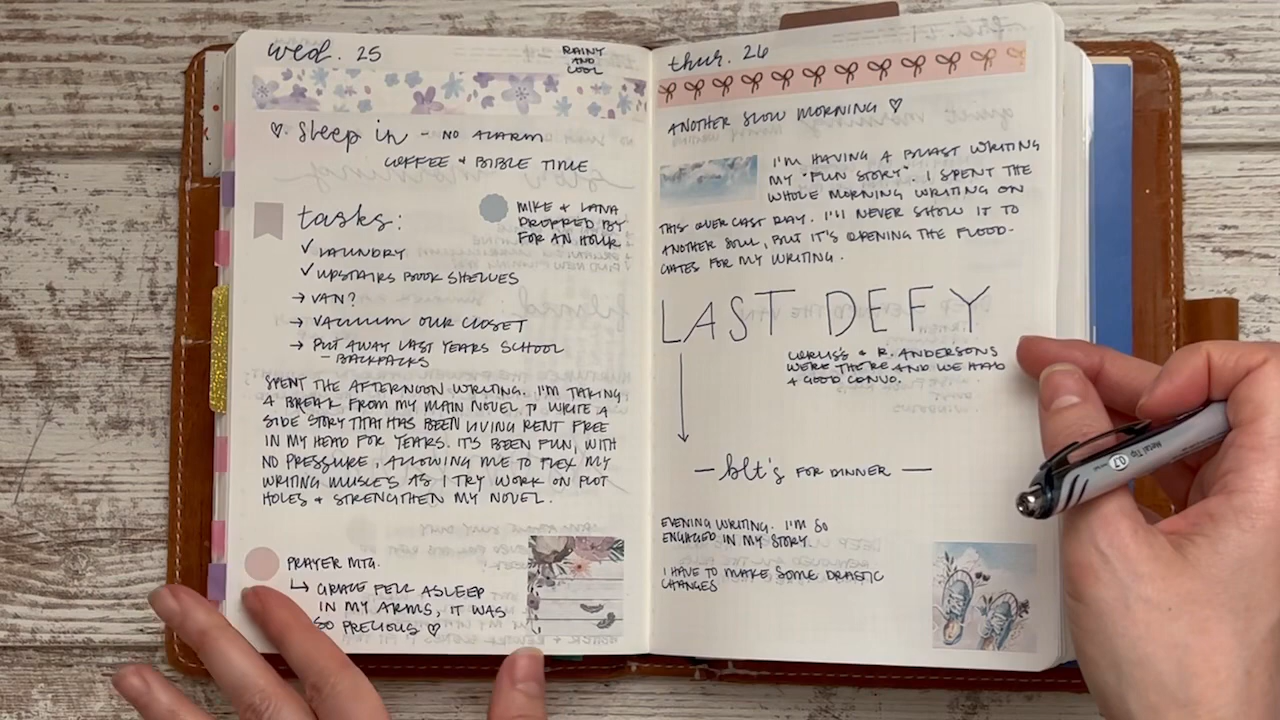 wed. 25
RAINY
AND
COOL
♡. sleep in - NO ALARM
COFFEE + BIBLE TIME
tasks:
✓ LAUNDRY
✓ UPSTAIRS BOOK SHELVES
→ VAN?
→ VACUUM OUR CLOSET
→ PUT AWAY LAST YEARS SCHOOL
- BACKPACKS
MIKE & LANA
DROPPED BY
FOR AN HOUR
SPENT THE AFTERNOON WRITING. I'M TAKING
A BREAK FROM MY MAIN NOVEL TO WRITE A
SIDE STORY THAT HAS BEEN LIVING RENT FREE
IN MY HEAD FOR YEARS. IT'S BEEN FUN, WITH
NO PRESSURE, ALLOWING ME TO FLEX MY
WRITING MUSCLES AS I TRY WORK ON PLOT
HOLES & STRENGTHEN MY NOVEL.
PRAYER MTG.
↳ GRACE FELL ASLEEP
IN MY ARMS, IT WAS
SO PRECIOUS ♡
thur. 26
ANOTHER SLOW MORNING ♡
I'M HAVING A BLAST WRITING
MY "FUN STORY". I SPENT THE
WHOLE MORNING WRITING ON
THIS OVERCAST DAY. I'll NEVER SHOW IT TO
ANOTHER SOUL, BUT IT'S OPENING THE FLOOD-
GATES FOR MY WRITING.
LAST DEFY
& R. ANDERSONS
WERE THERE AND WE HAD
A GOOD CONVO.
- blt's FOR DINNER -
EVENING WRITING. I'M SO
ENGAGED IN MY STORY
I HAVE TO MAKE SOME DRASTIC
CHANGES
Metal Tip 0.7